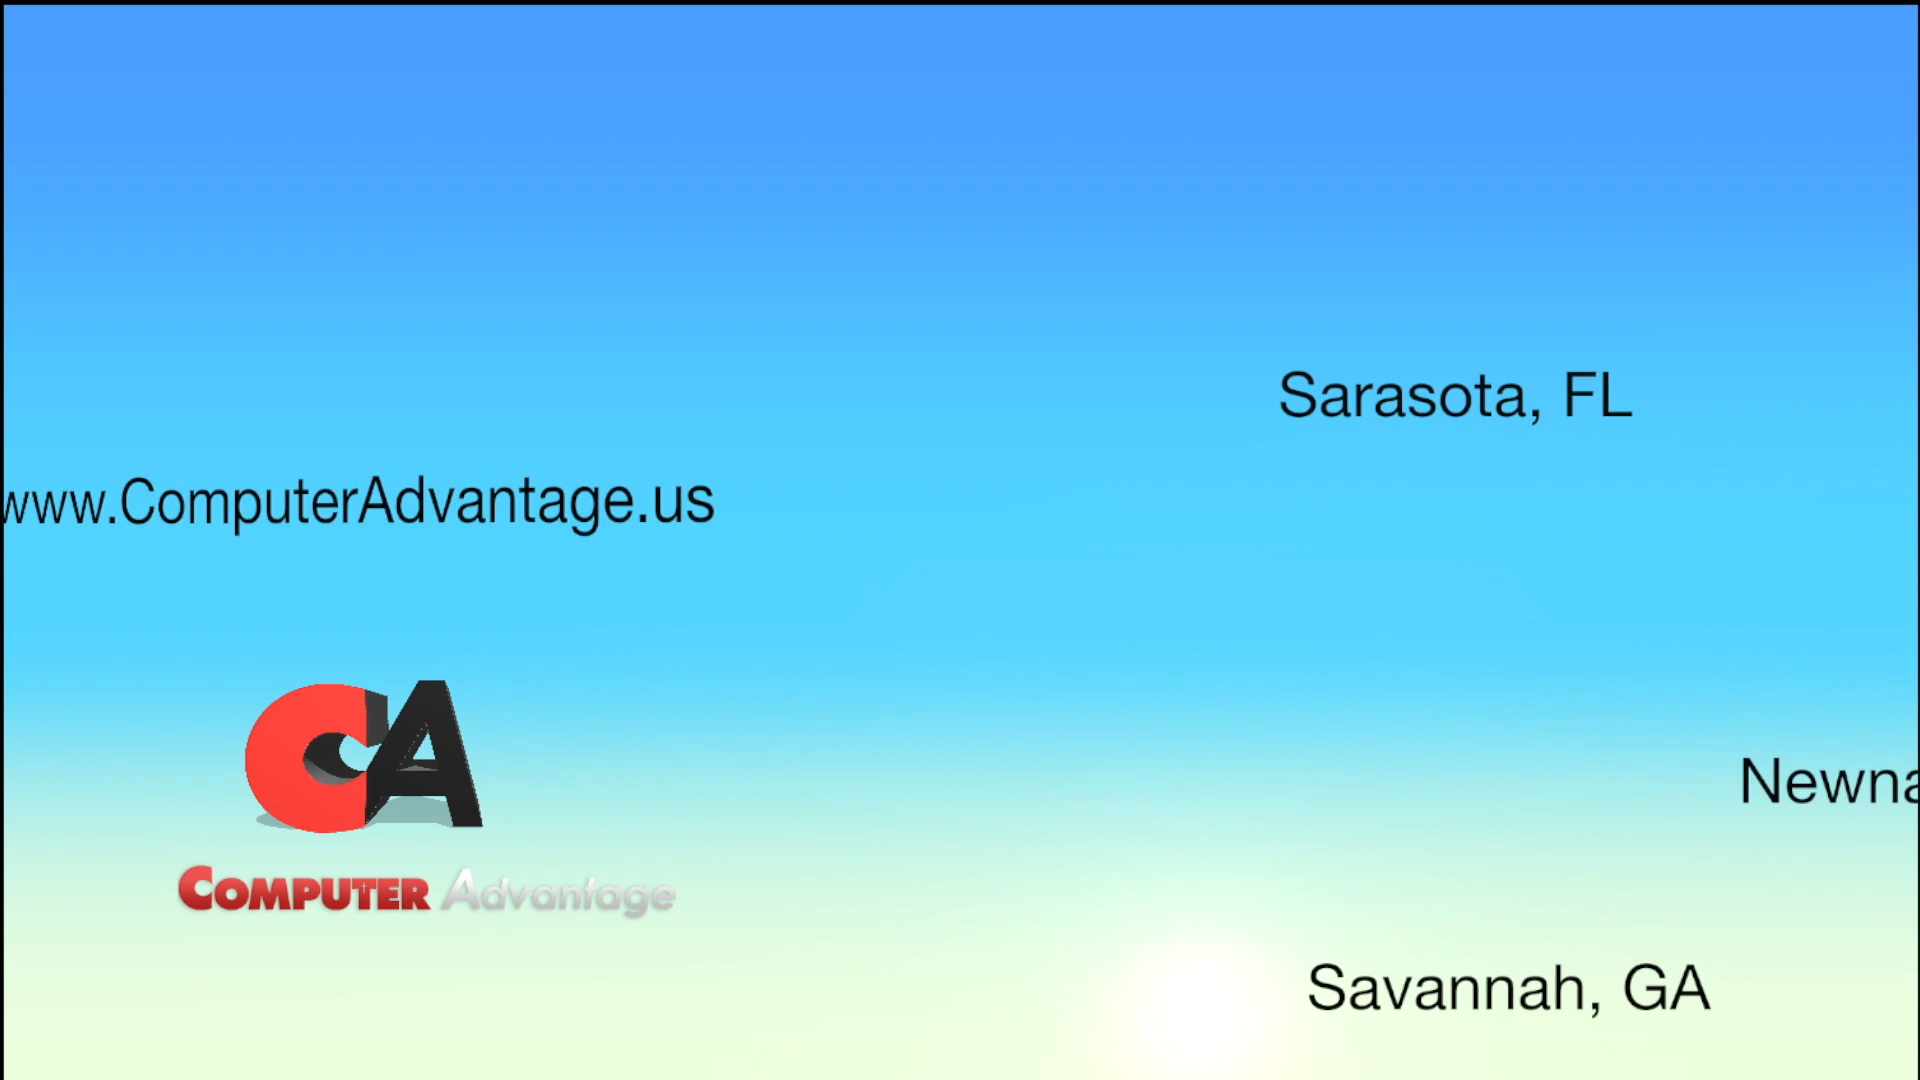 Sarasota, FL
www.ComputerAdvantage.us
CA
COMPUTER Advantage
Savannah, GA